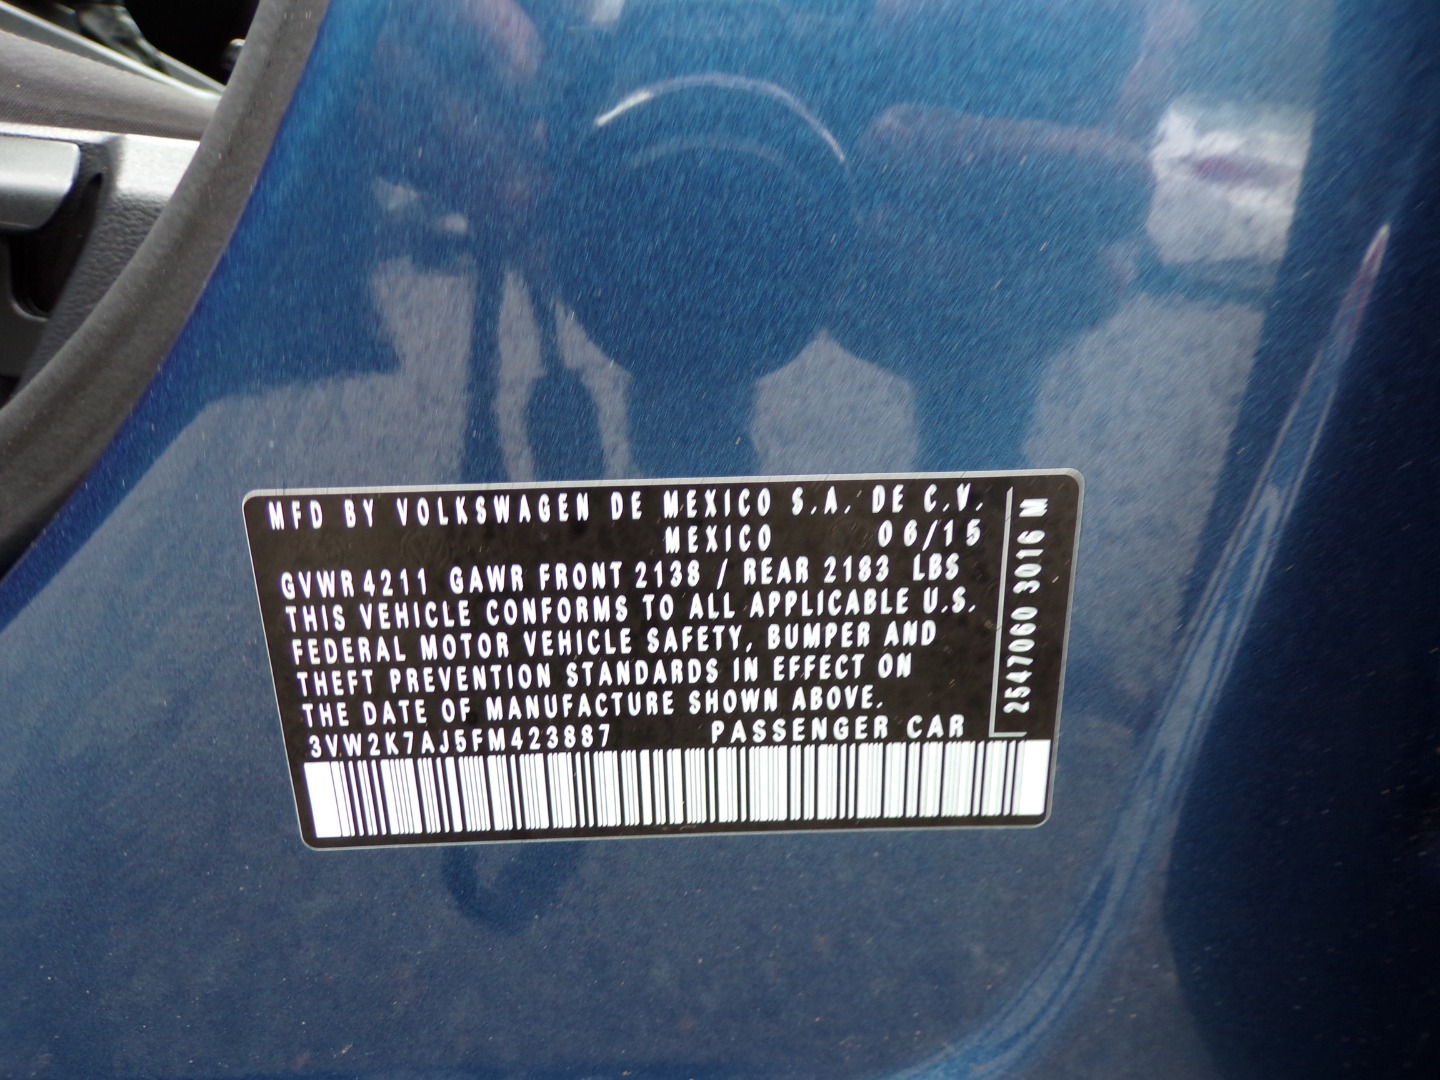 MFD BY VOLKSWAGEN DE MEXICO S.A. DE C.V.
MEXICO 06/15
GVWR 4211 GAWR FRONT 2138 / REAR 2183 LBS
THIS VEHICLE CONFORMS TO ALL APPLICABLE U.S.
FEDERAL MOTOR VEHICLE SAFETY, BUMPER AND
THEFT PREVENTION STANDARDS IN EFFECT ON
THE DATE OF MANUFACTURE SHOWN ABOVE.
3VW2K7AJ5FM423887 PASSENGER CAR
2547060 3016 M